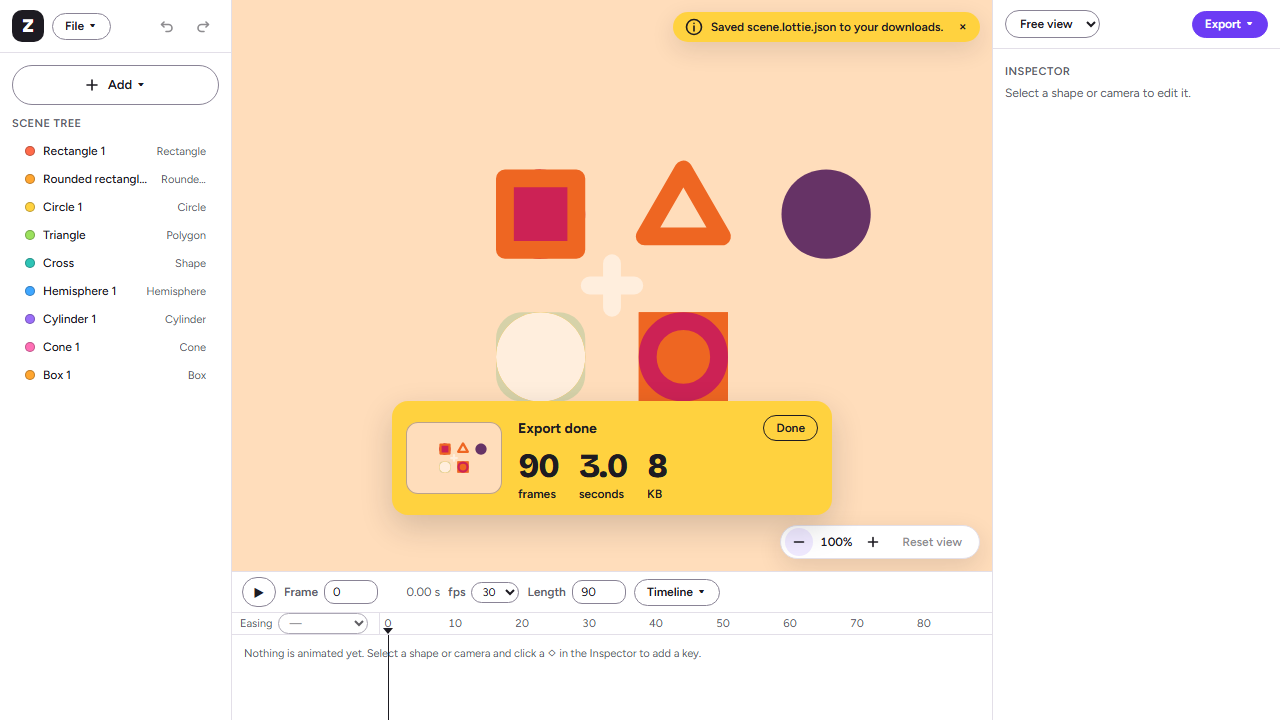 Z
File
Saved scene.lottie.json to your downloads.
×
Free view
Export
Add
SCENE TREE
Rectangle 1 Rectangle
Rounded rectangl... Rounde...
Circle 1 Circle
Triangle Polygon
Cross Shape
Hemisphere 1 Hemisphere
Cylinder 1 Cylinder
Cone 1 Cone
Box 1 Box
INSPECTOR
Select a shape or camera to edit it.
Export done
Done
90 3.0 8
frames seconds KB
100% Reset view
Frame 0 0.00 s fps 30 Length 90 Timeline
Easing — 0 10 20 30 40 50 60 70 80
Nothing is animated yet. Select a shape or camera and click a ◇ in the Inspector to add a key.